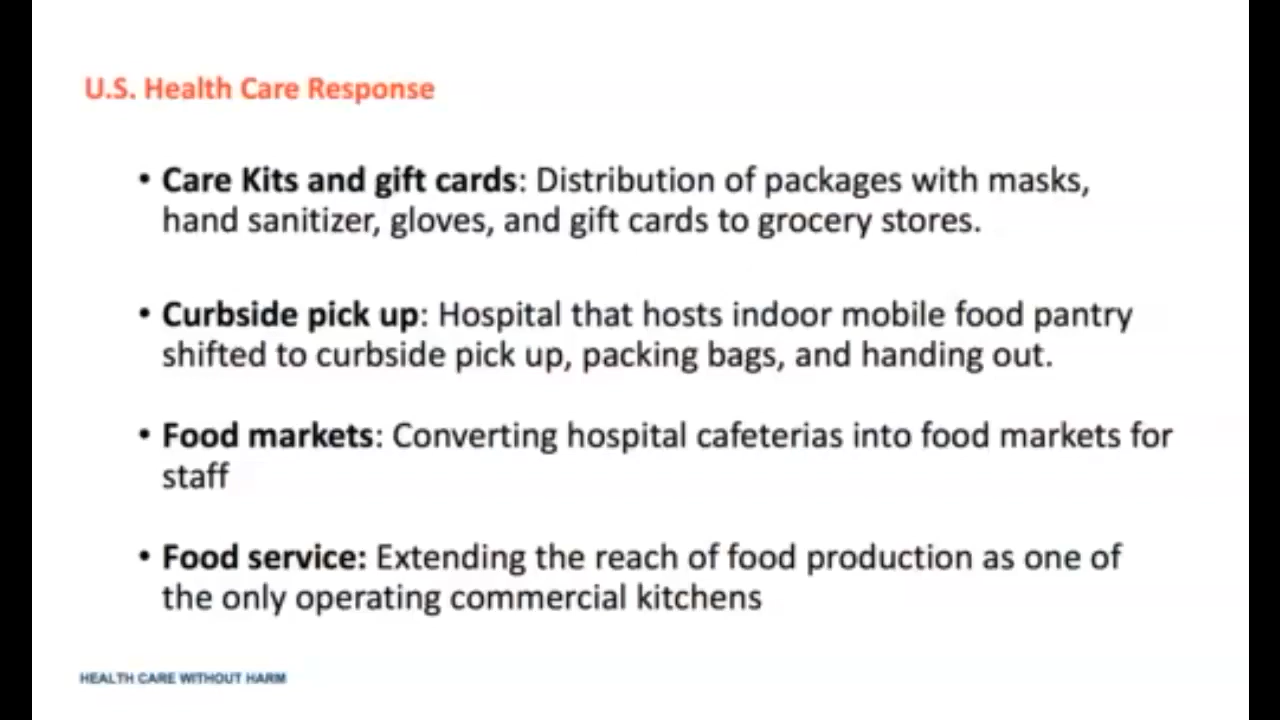 U.S. Health Care Response
• Care Kits and gift cards: Distribution of packages with masks,
hand sanitizer, gloves, and gift cards to grocery stores.
• Curbside pick up: Hospital that hosts indoor mobile food pantry
shifted to curbside pick up, packing bags, and handing out.
• Food markets: Converting hospital cafeterias into food markets for
staff
• Food service: Extending the reach of food production as one of
the only operating commercial kitchens
HEALTH CARE WITHOUT HARM